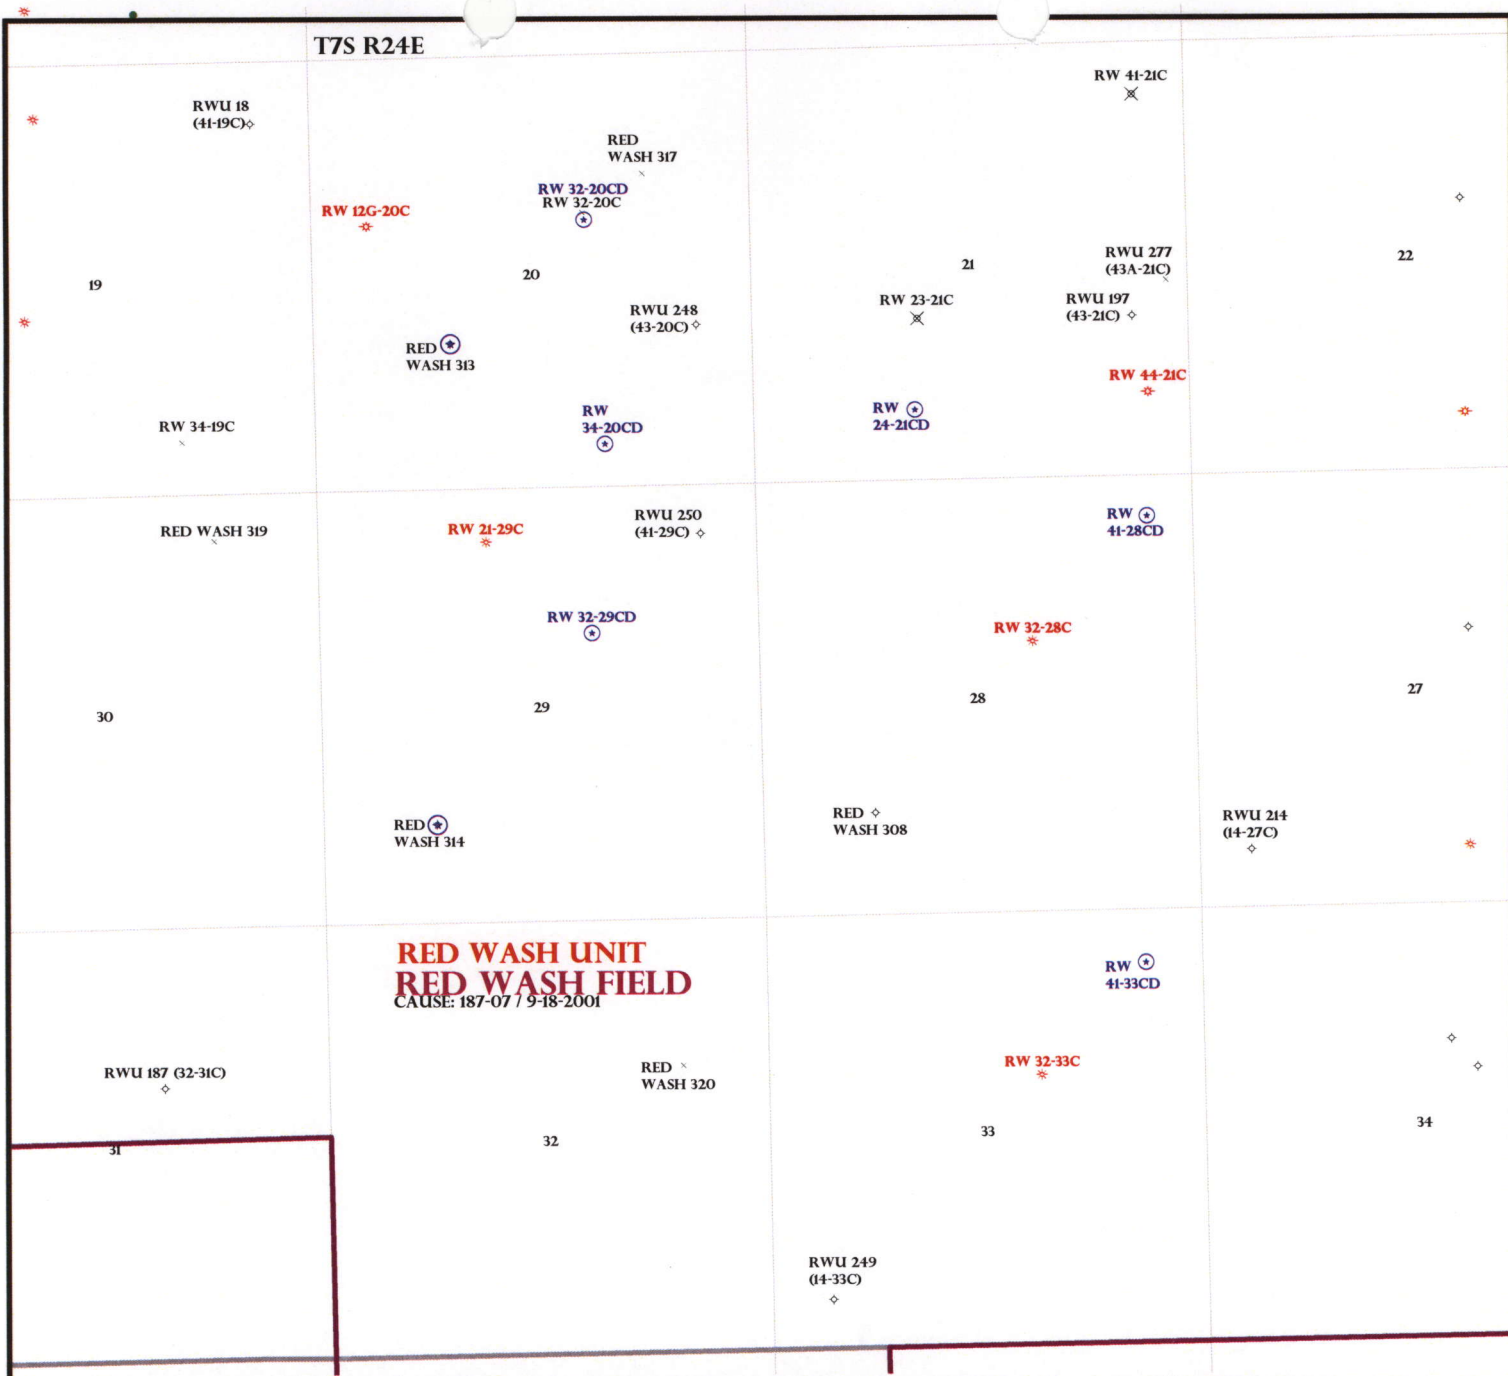 T7S R24E
RW 41-21C
RWU 18
(41-19C)
RED
WASH 317
RW 32-20CD
RW 32-20C
RW 12G-20C
RWU 277
(43A-21C)
22
21
20
19
RW 23-21C
RWU 197
(43-21C)
RWU 248
(43-20C)
RED
WASH 313
RW 44-21C
RW
34-20CD
RW
24-21CD
RW 34-19C
RED WASH 319
RW 21-29C
RWU 250
(41-29C)
RW
41-28CD
RW 32-29CD
RW 32-28C
30
29
28
27
RED
WASH 314
RED
WASH 308
RWU 214
(14-27C)
RED WASH UNIT
RED WASH FIELD
CAUSE: 187-07 / 9-18-2001
RW
41-33CD
RWU 187 (32-31C)
RED
WASH 320
RW 32-33C
31
32
33
34
RWU 249
(14-33C)